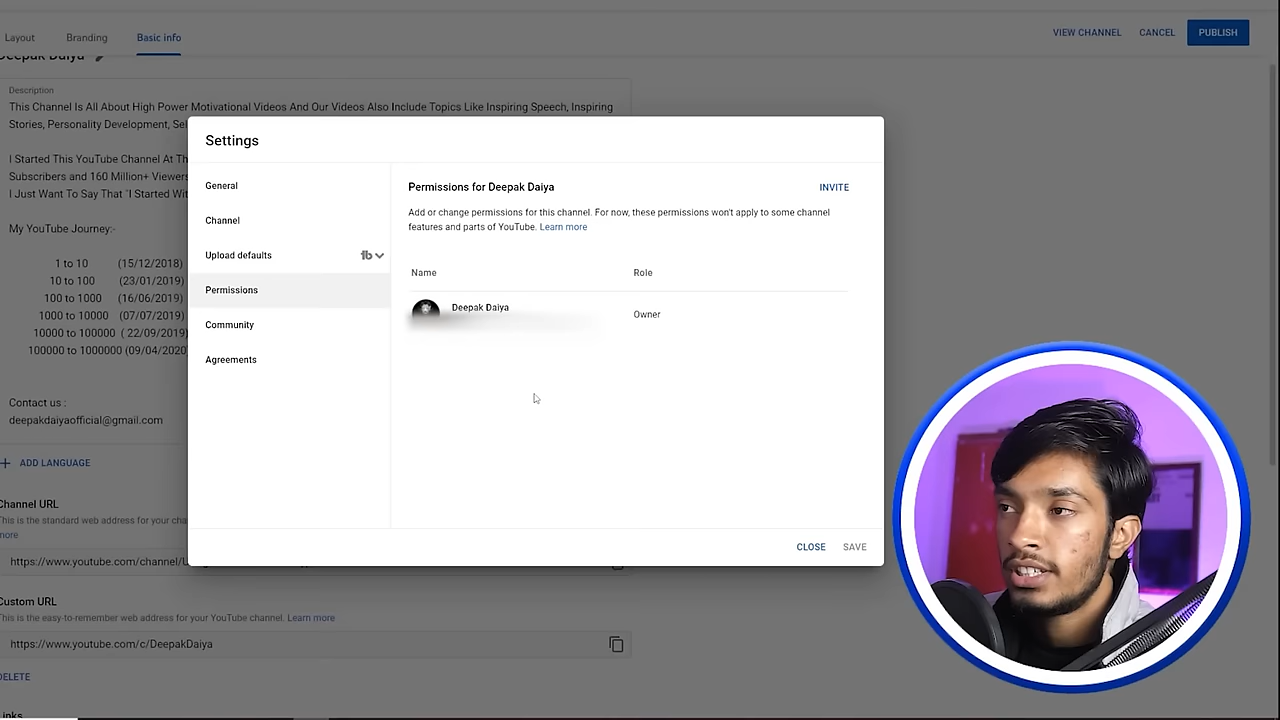 Layout
Branding
Basic info
VIEW CHANNEL
CANCEL
PUBLISH
Deepak Daiya
Description
This Channel Is All About High Power Motivational Videos And Our Videos Also Include Topics Like Inspiring Speech, Inspiring
Stories, Personality Development,
I Started This YouTube Channel At
Subscribers and 160 Million+ Viewers
I Just Want To Say That "I Started
My YouTube Journey:-
1 to 10 (15/12/2018)
10 to 100 (23/01/2019)
100 to 1000 (16/06/2019)
1000 to 10000 (07/07/2019)
10000 to 100000 ( 22/09/2019)
100000 to 1000000 (09/04/2020)
Contact us :
deepakdaiyaofficial@gmail.com
+ ADD LANGUAGE
Channel URL
This is the standard web address for your
more
https://www.youtube.com/channel/
Custom URL
This is the easy-to-remember web address for your YouTube channel. Learn more
https://www.youtube.com/c/DeepakDaiya
DELETE
Links
Settings
General
Channel
Upload defaults
tb
Permissions
Community
Agreements
Permissions for Deepak Daiya
INVITE
Add or change permissions for this channel. For now, these permissions won't apply to some channel
features and parts of YouTube. Learn more
Name
Role
Deepak Daiya
Owner
CLOSE
SAVE